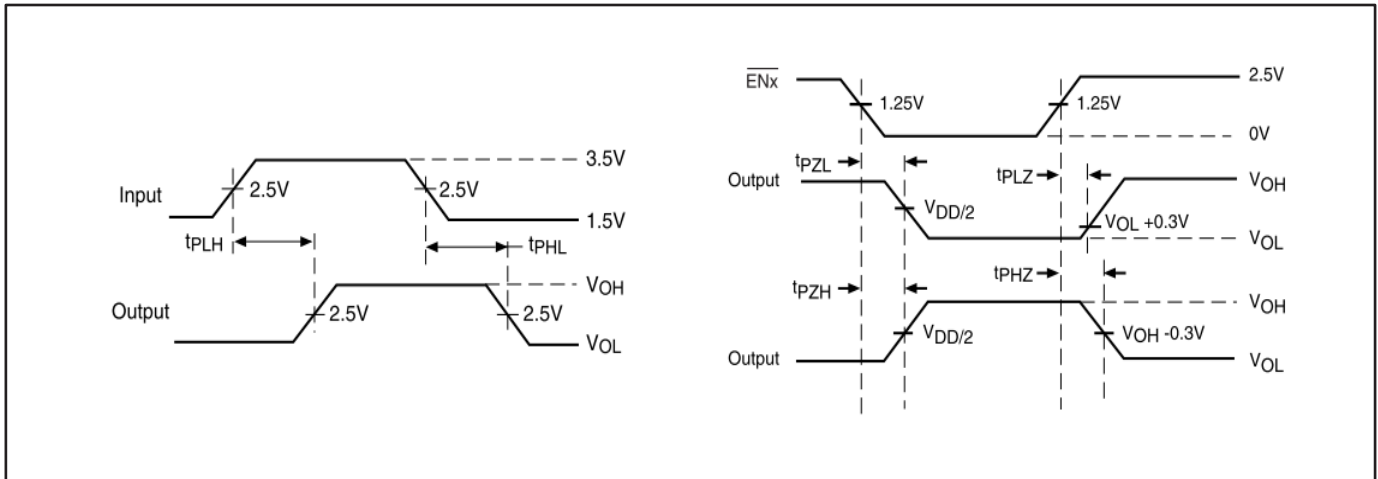 3.5V
Input
2.5V
2.5V
1.5V
tPLH
tPHL
VOH
Output
2.5V
2.5V
VOL
ENx
2.5V
1.25V
1.25V
0V
tPZL
tPLZ
Output
VOH
VDD/2
VOL +0.3V
VOL
tPZH
tPHZ
VOH
VDD/2
VOH -0.3V
Output
VOL